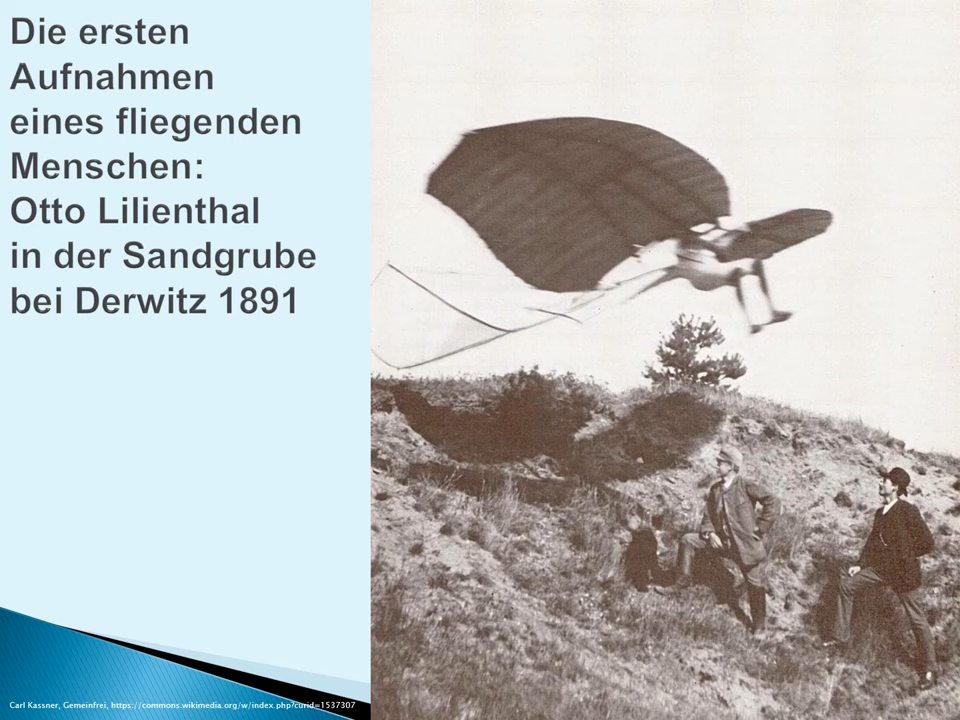 Die ersten
Aufnahmen
eines fliegenden
Menschen:
Otto Lilienthal
in der Sandgrube
bei Derwitz 1891
Carl Kassner, Gemeinfrei, https://commons.wikimedia.org/w/index.php?curid=1537307